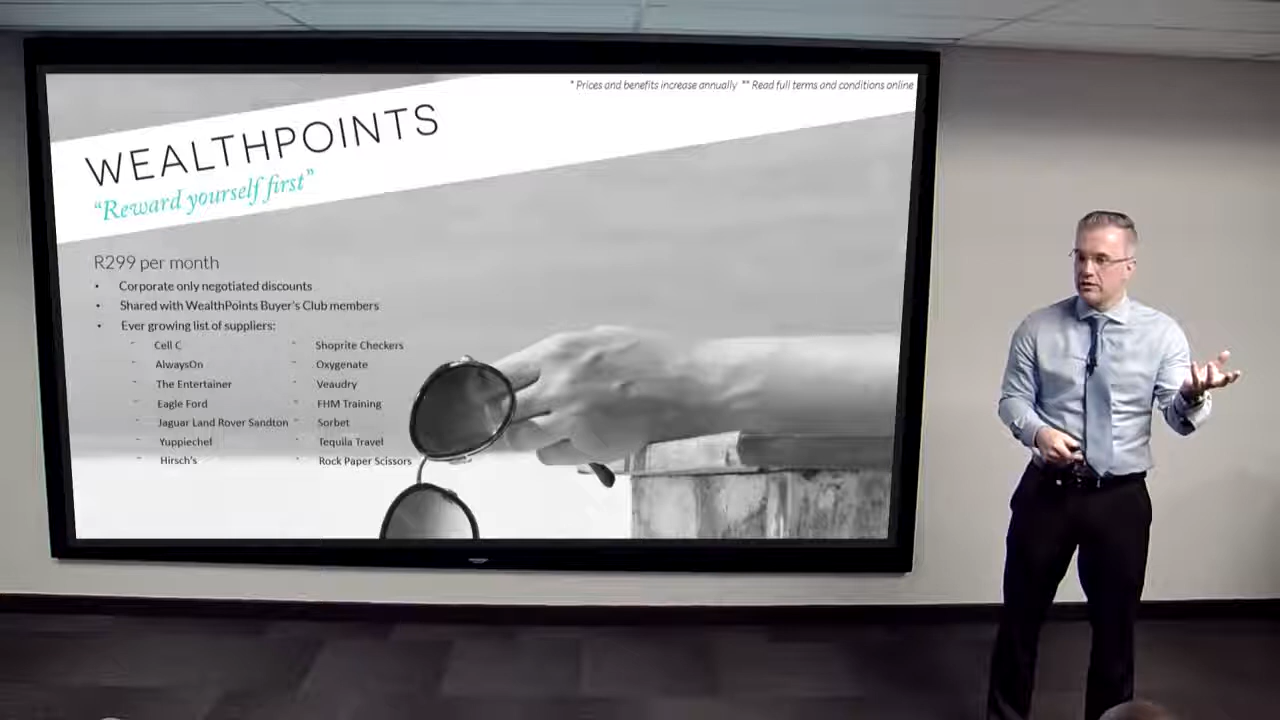 * Prices and benefits increase annually ** Read full terms and conditions online
WEALTHPOINTS
“Reward yourself first”
R299 per month
• Corporate only negotiated discounts
• Shared with WealthPoints Buyer's Club members
• Ever growing list of suppliers:
- Cell C
- AlwaysOn
- The Entertainer
- Eagle Ford
- Jaguar Land Rover Sandton
- Yuppiechef
- Hirsch's
- Shoprite Checkers
- Oxygenate
- Veaudry
- FHM Training
- Sorbet
- Tequila Travel
- Rock Paper Scissors